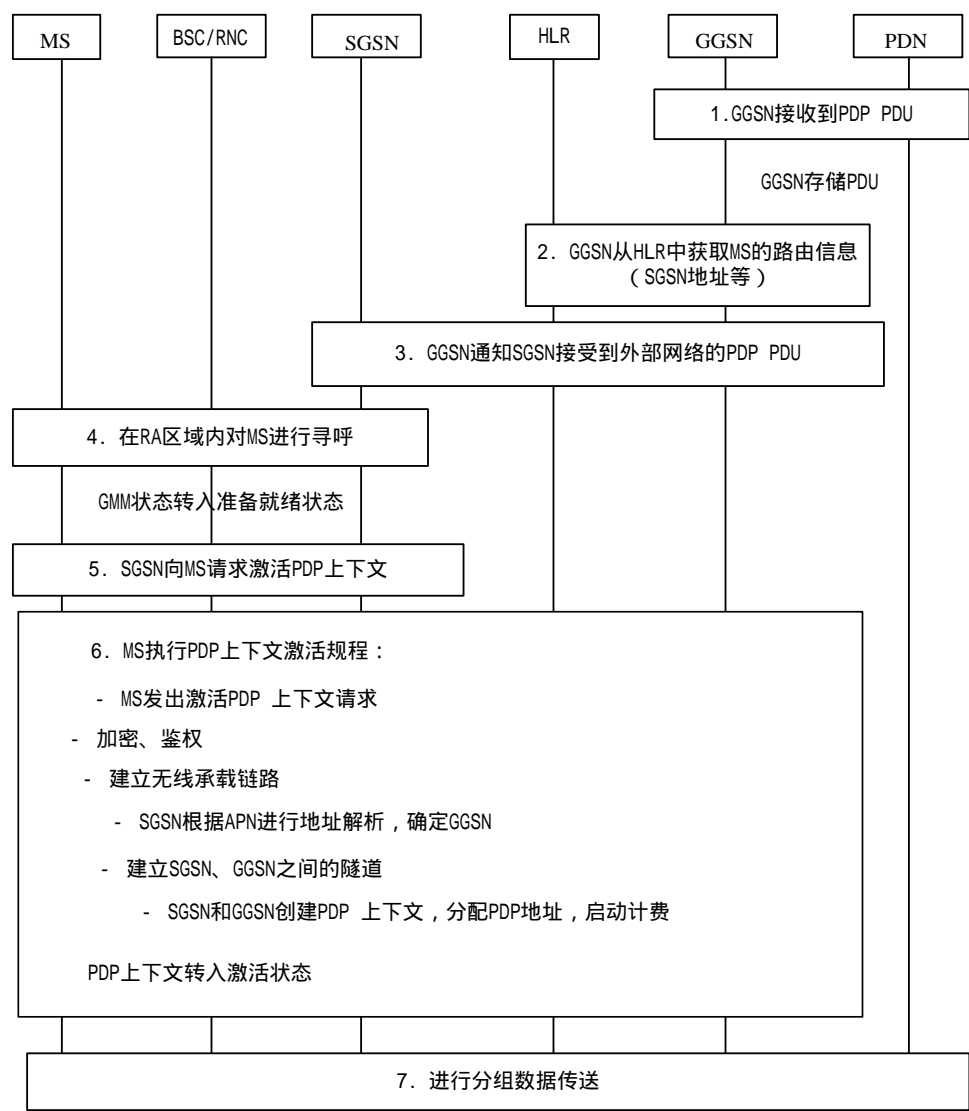 MS BSC/RNC SGSN HLR GGSN PDN
1.GGSN接收到PDP PDU
GGSN存储PDU
2. GGSN从HLR中获取MS的路由信息
(SGSN地址等)
3. GGSN通知SGSN接受到外部网络的PDP PDU
4. 在RA区域内对MS进行寻呼
GMM状态转入准备就绪状态
5. SGSN向MS请求激活PDP上下文
6. MS执行PDP上下文激活规程：
- MS发出激活PDP 上下文请求
- 加密、鉴权
- 建立无线承载链路
- SGSN根据APN进行地址解析，确定GGSN
- 建立SGSN、GGSN之间的隧道
- SGSN和GGSN创建PDP 上下文，分配PDP地址，启动计费
PDP上下文转入激活状态
7. 进行分组数据传送